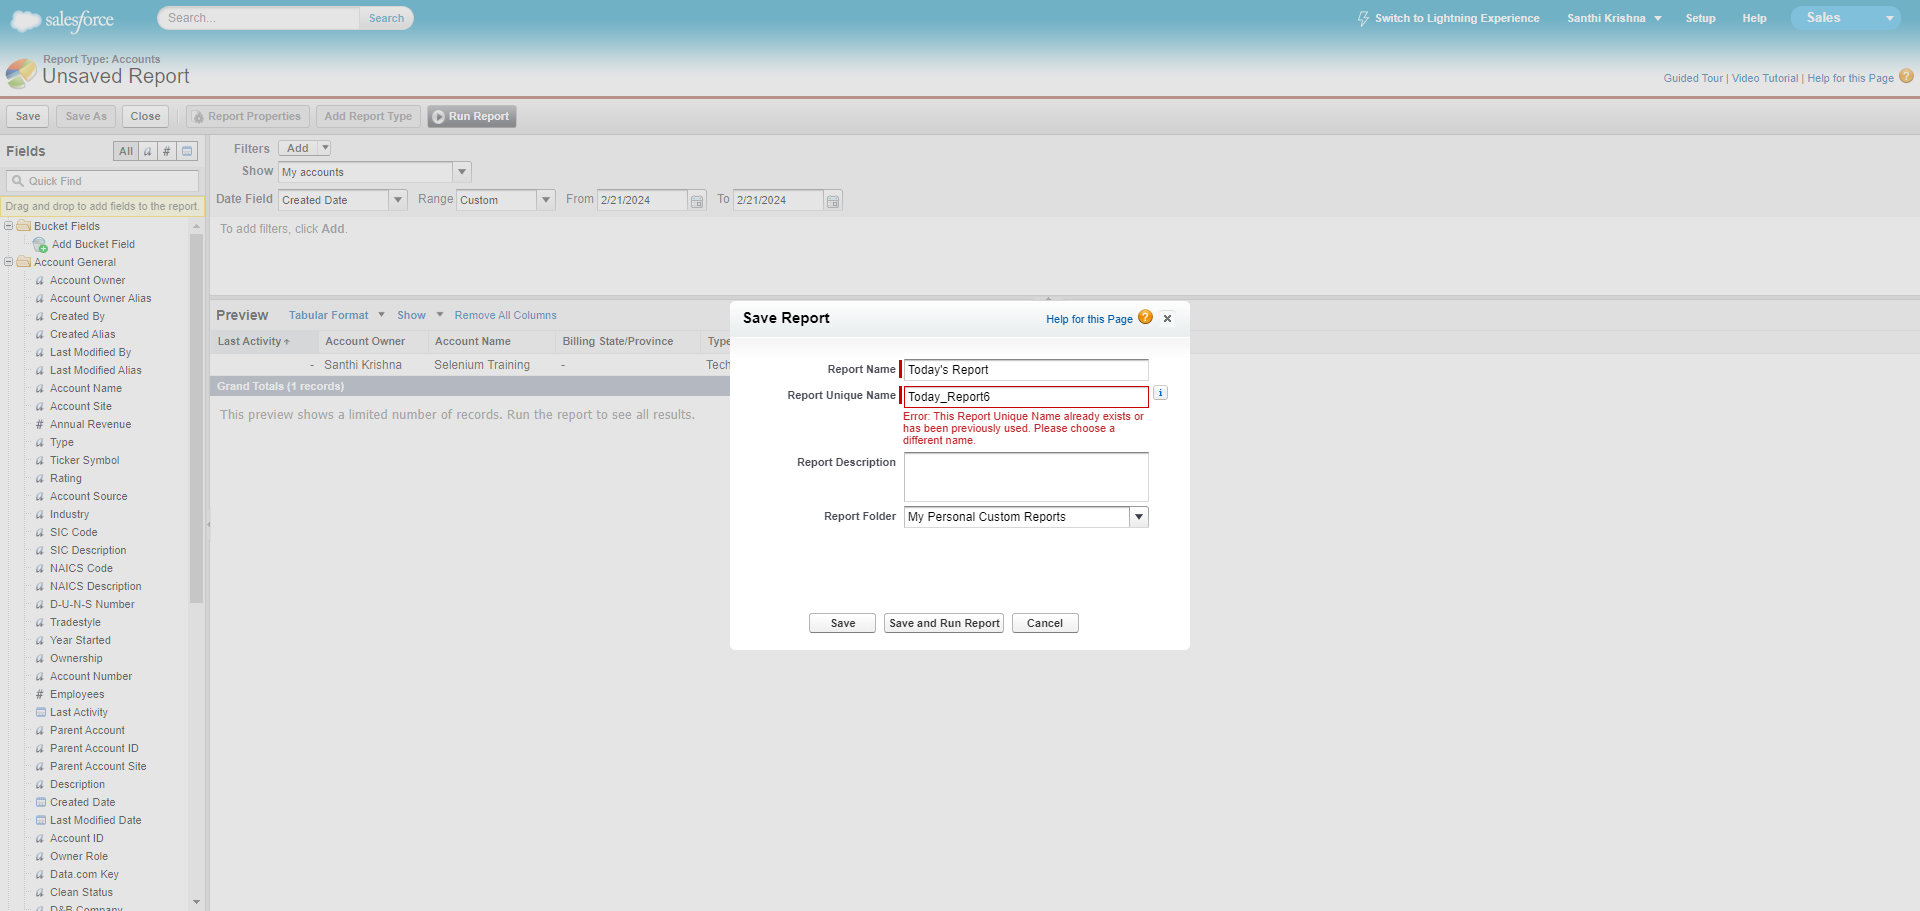 salesforce
Search...
Search
Switch to Lightning Experience
Santhi Krishna
Setup
Help
Sales
Report Type: Accounts
Unsaved Report
Guided Tour | Video Tutorial | Help for this Page ?
Save
Save As
Close
Report Properties
Add Report Type
Run Report
Fields
All a #
Quick Find
Drag and drop to add fields to the report.
Bucket Fields
Add Bucket Field
Account General
a Account Owner
a Account Owner Alias
a Created By
a Created Alias
a Last Modified By
a Last Modified Alias
a Account Name
a Account Site
# Annual Revenue
a Type
a Ticker Symbol
a Rating
a Account Source
a Industry
a SIC Code
a SIC Description
a NAICS Code
a NAICS Description
a D-U-N-S Number
a Tradestyle
a Year Started
a Ownership
a Account Number
# Employees
Last Activity
a Parent Account
a Parent Account ID
a Parent Account Site
a Description
Created Date
Last Modified Date
a Account ID
a Owner Role
a Data.com Key
a Clean Status
a D&B Company
Filters Add
Show My accounts
Date Field Created Date Range Custom From 2/21/2024 To 2/21/2024
To add filters, click Add.
Preview Tabular Format Show Remove All Columns
Last Activity Account Owner Account Name Billing State/Province Type
- Santhi Krishna Selenium Training - Tech
Grand Totals (1 records)
This preview shows a limited number of records. Run the report to see all results.
Save Report
Help for this Page ?
Report Name Today's Report
Report Unique Name Today_Report6 i
Error: This Report Unique Name already exists or
has been previously used. Please choose a
different name.
Report Description
Report Folder My Personal Custom Reports
Save
Save and Run Report
Cancel